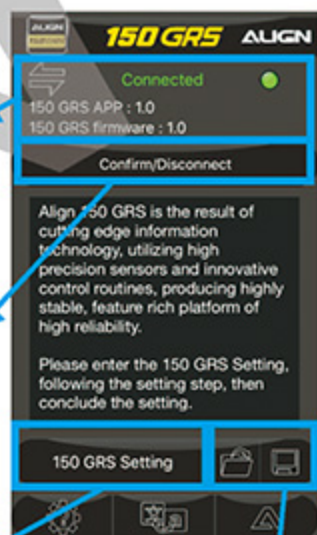 ALIGN
150 GRS ALIGN
Connected
150 GRS APP : 1.0
150 GRS firmware : 1.0
Confirm/Disconnect
Align 150 GRS is the result of
cutting edge information
technology, utilizing high
precision sensors and innovative
control routines, producing highly
stable, feature rich platform of
high reliability.
Please enter the 150 GRS Setting,
following the setting step, then
conclude the setting.
150 GRS Setting